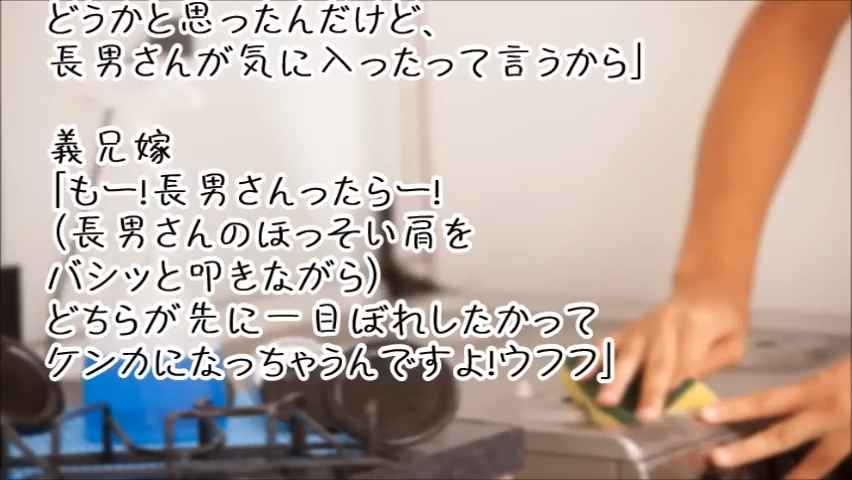 どうかと思ったんだけど、
長男さんが気に入ったって言うから」
義兄嫁
「もー!長男さんったらー!
(長男さんのほっそい肩を
バシッと叩きながら)
どちらが先に一目ぼれしたかって
ケンカになっちゃうんですよ!ウフフ」